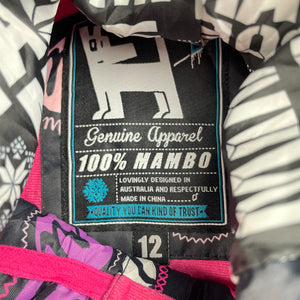 Genuine Apparel
100% MAMBO
LOVINGLY DESIGNED IN
AUSTRALIA AND RESPECTFULLY
MADE IN CHINA
QUALITY YOU CAN KIND OF TRUST
12